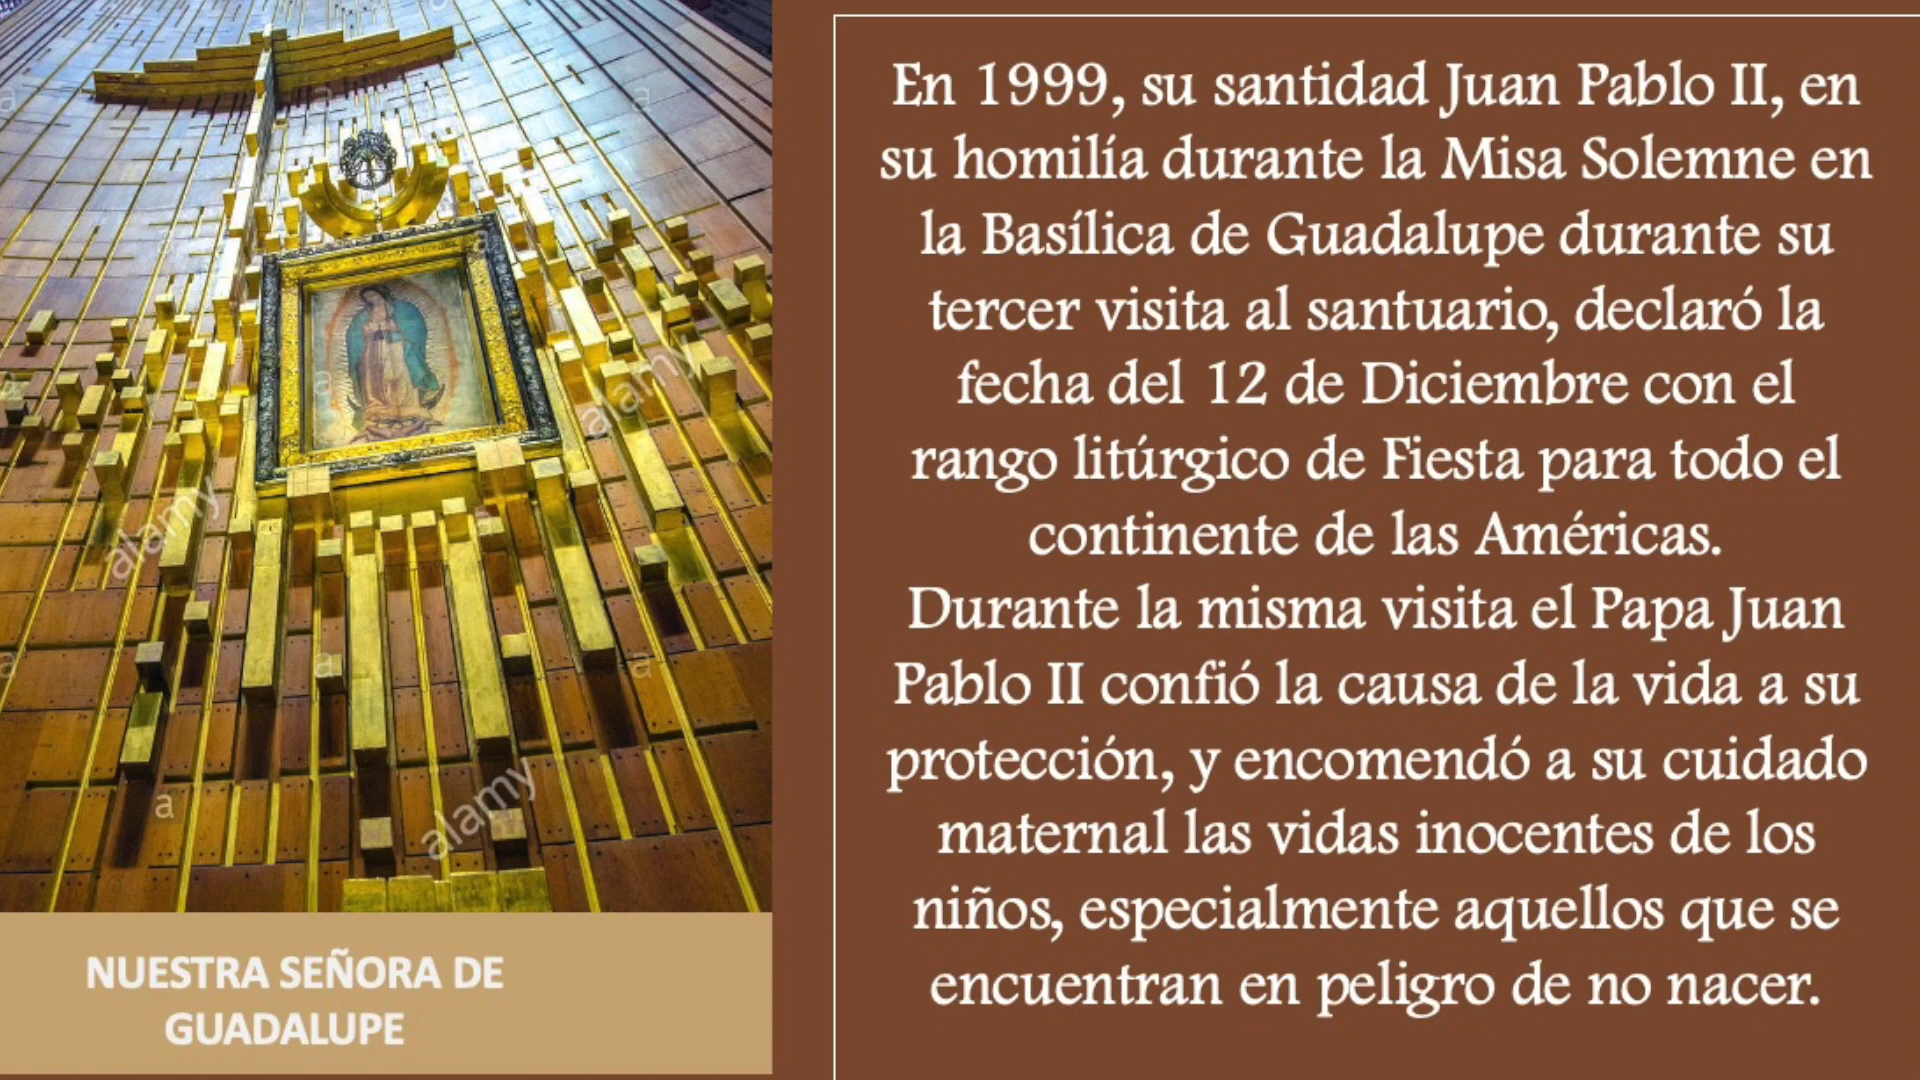 En 1999, su santidad Juan Pablo II, en
su homilía durante la Misa Solemne en
la Basílica de Guadalupe durante su
tercer visita al santuario, declaró la
fecha del 12 de Diciembre con el
rango litúrgico de Fiesta para todo el
continente de las Américas.
Durante la misma visita el Papa Juan
Pablo II confió la causa de la vida a su
protección, y encomendó a su cuidado
maternal las vidas inocentes de los
niños, especialmente aquellos que se
encuentran en peligro de no nacer.
NUESTRA SEÑORA DE
GUADALUPE
alamy
alamy
alamy
a
a
a
a
a
a
a
a